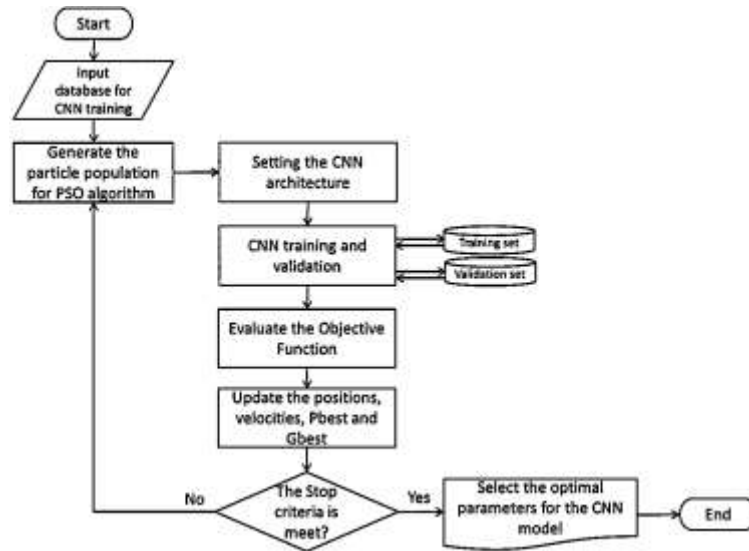 Start
Input
database for
CNN training
Generate the
particle population
for PSO algorithm
Setting the CNN
architecture
CNN training and
validation
Training set
Validation set
Evaluate the Objective
Function
Update the positions,
velocities, Pbest and
Gbest
No
The Stop
criteria is
meet?
Yes
Select the optimal
parameters for the CNN
model
End